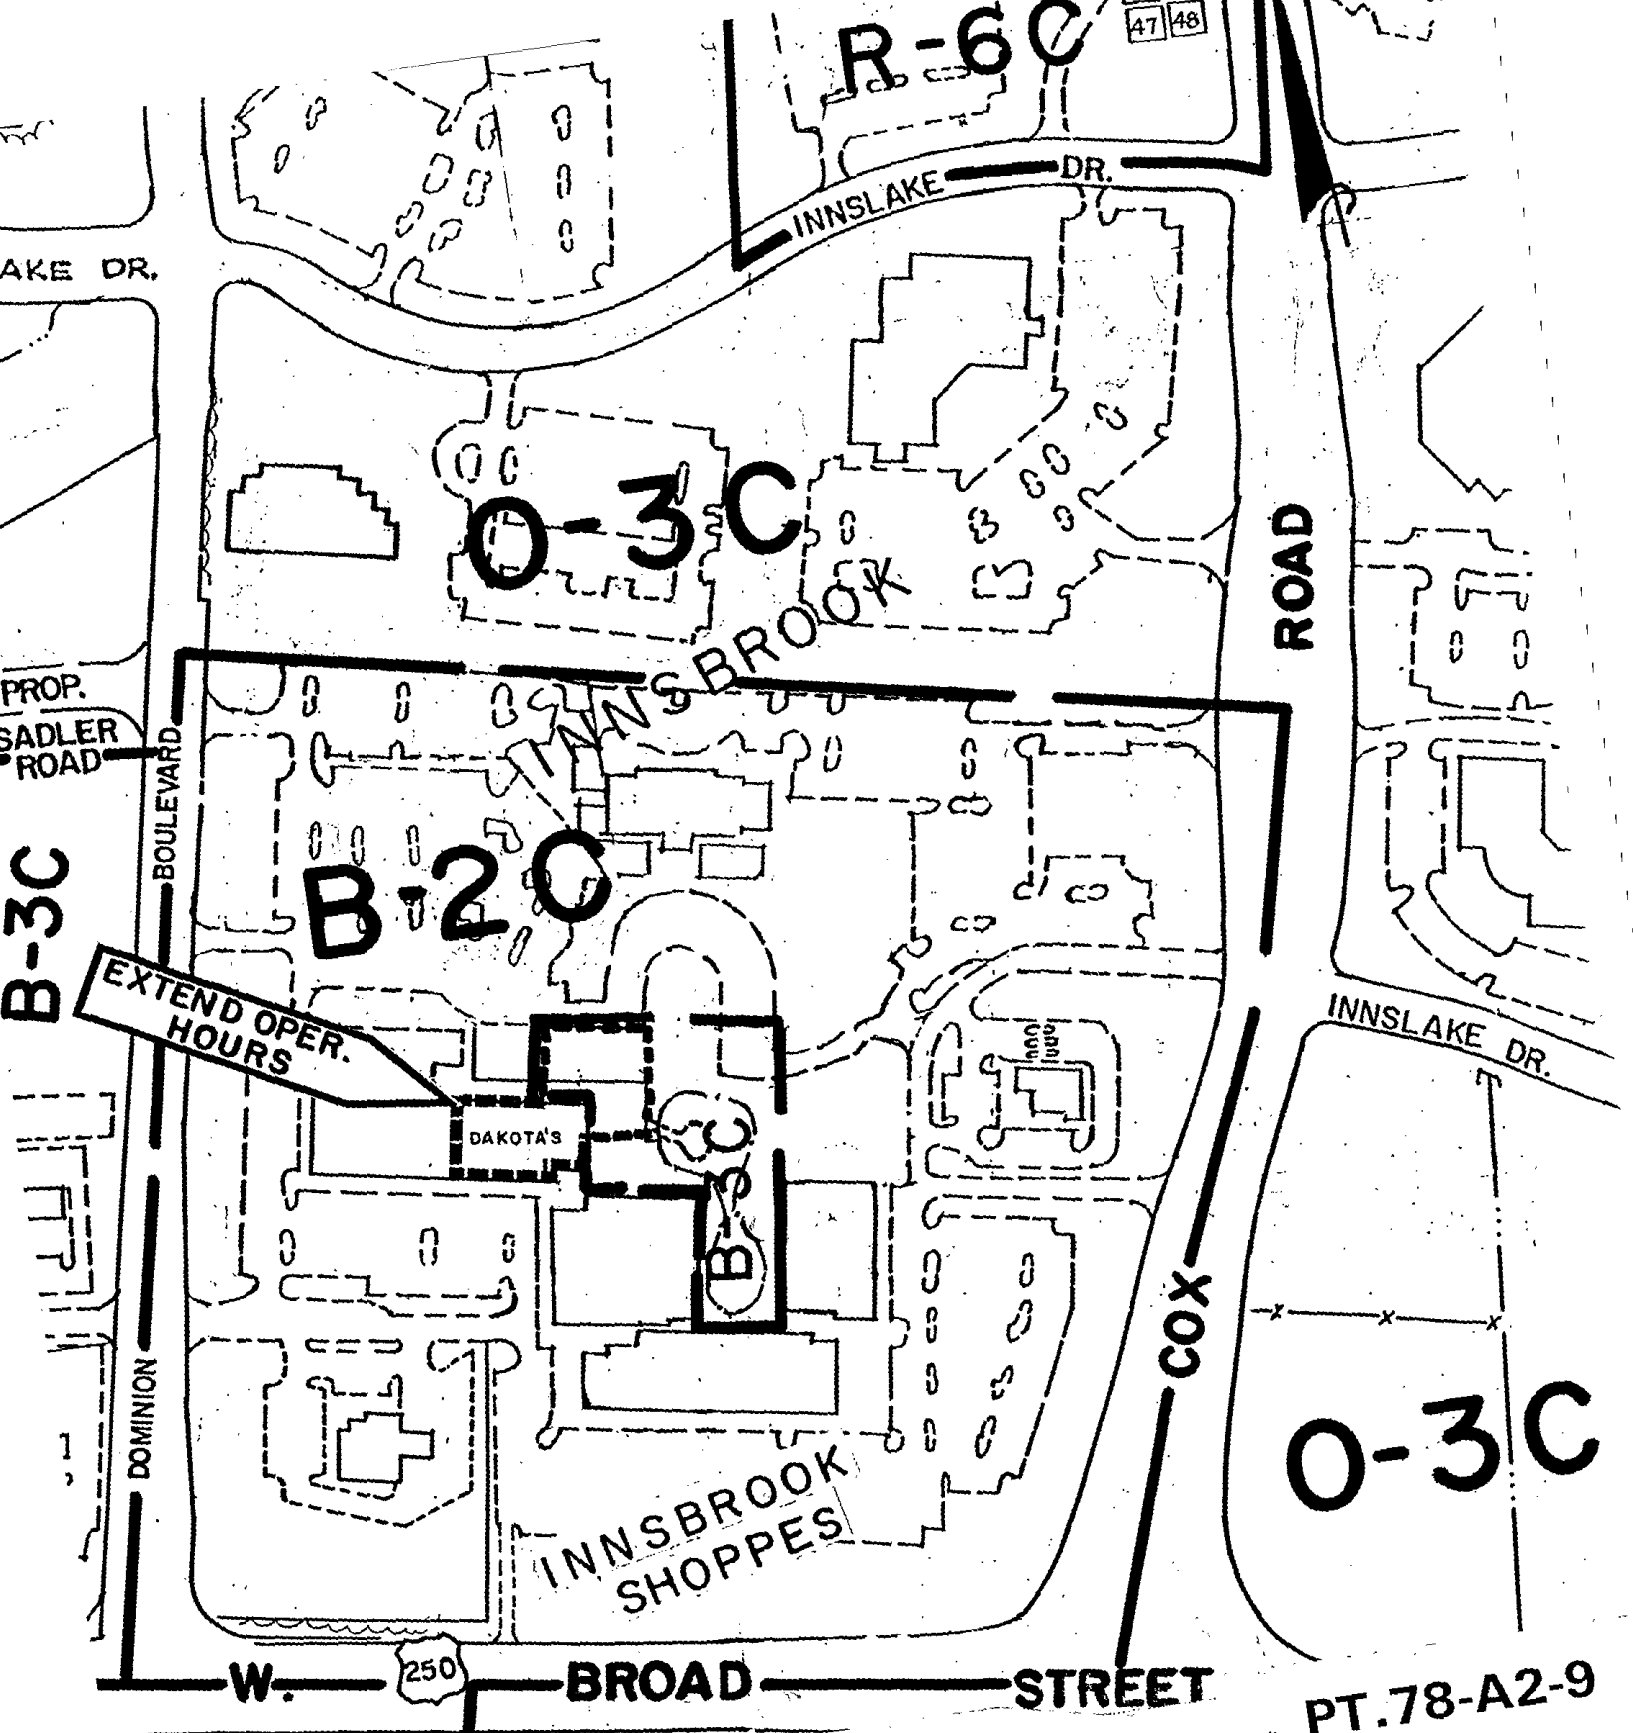 R-6C
47 48
INNSLAKE DR.
AKE DR.
O-3C
ROAD
INNSBROOK
PROP.
SADLER
ROAD
BOULEVARD
B-2C
B-3C
EXTEND OPER.
HOURS
INNSLAKE DR.
DAKOTA'S
B-3C
COX
DOMINION
O-3C
INNSBROOK
SHOPPES
W. 250 BROAD STREET
PT.78-A2-9